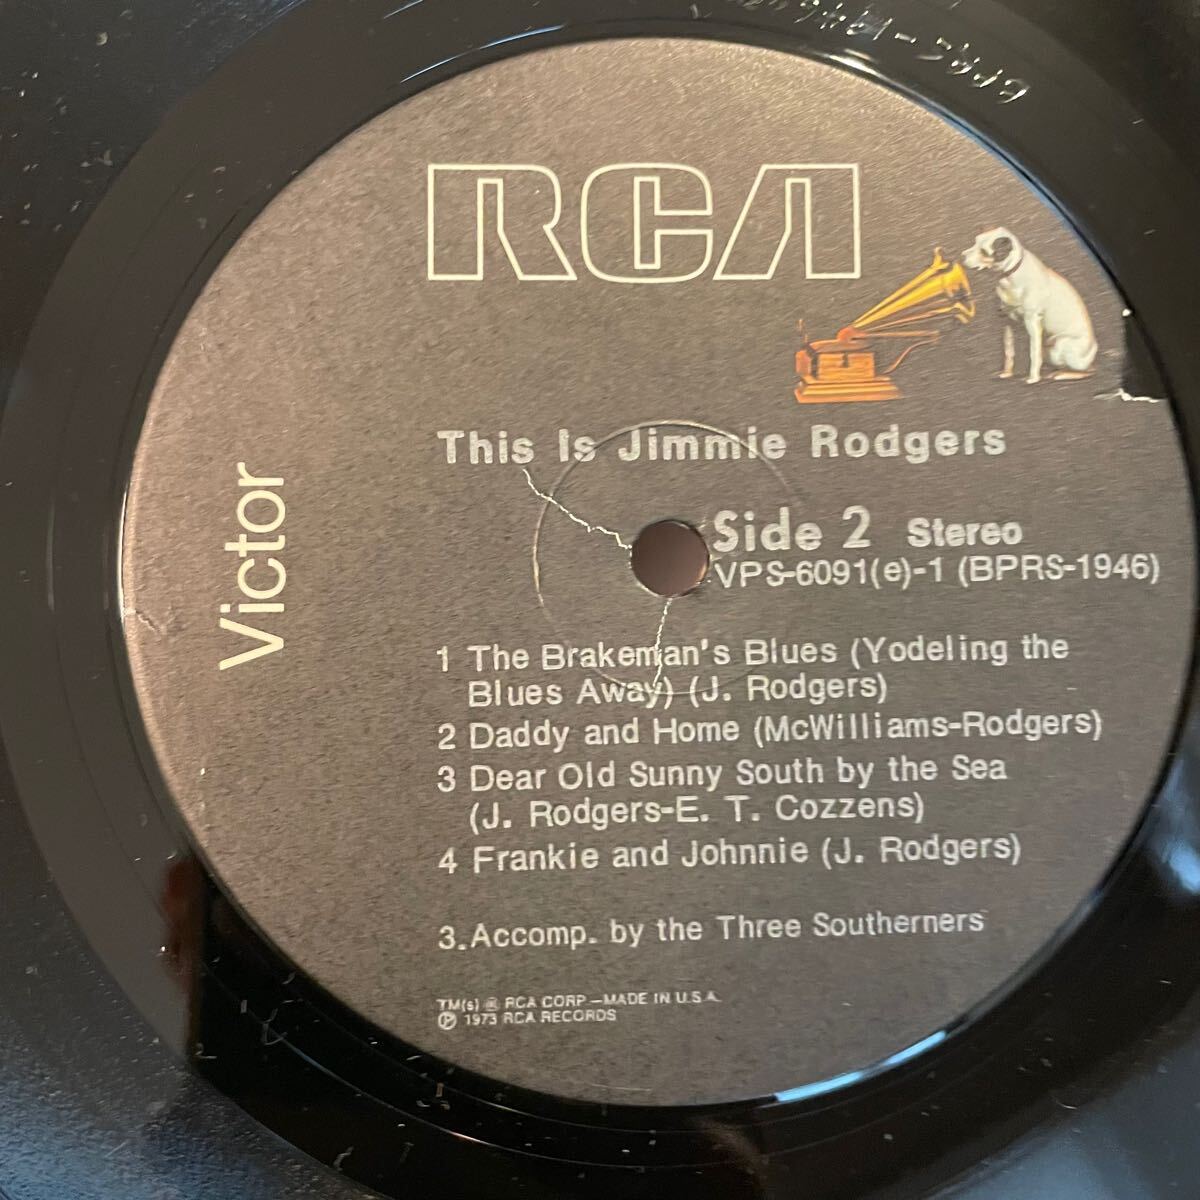 RCA
Victor
This Is Jimmie Rodgers
Side 2 Stereo
VPS-6091(e)-1 (BPRS-1946)
1 The Brakeman's Blues (Yodeling the
Blues Away) (J. Rodgers)
2 Daddy and Home (McWilliams-Rodgers)
3 Dear Old Sunny South by the Sea
(J. Rodgers-E. T. Cozzens)
4 Frankie and Johnnie (J. Rodgers)
3.Accomp. by the Three Southerners
TM(s) ® RCA CORP—MADE IN U.S.A.
℗ 1973 RCA RECORDS